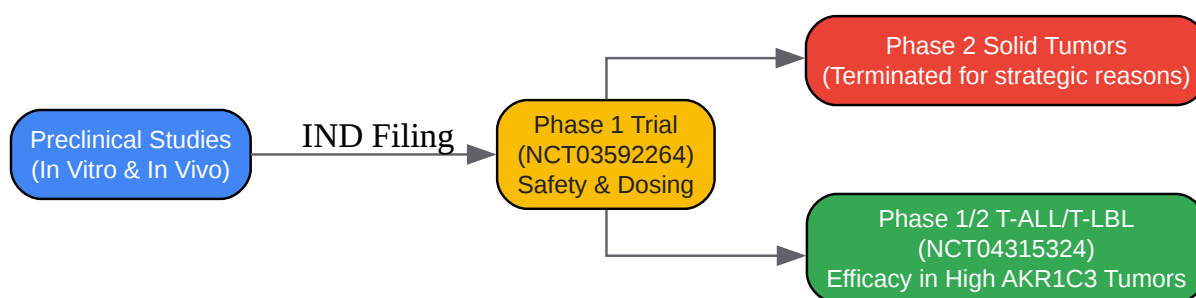 Preclinical Studies
(In Vitro & In Vivo)
IND Filing
Phase 1 Trial
(NCT03592264)
Safety & Dosing
Phase 2 Solid Tumors
(Terminated for strategic reasons)
Phase 1/2 T-ALL/T-LBL
(NCT04315324)
Efficacy in High AKR1C3 Tumors